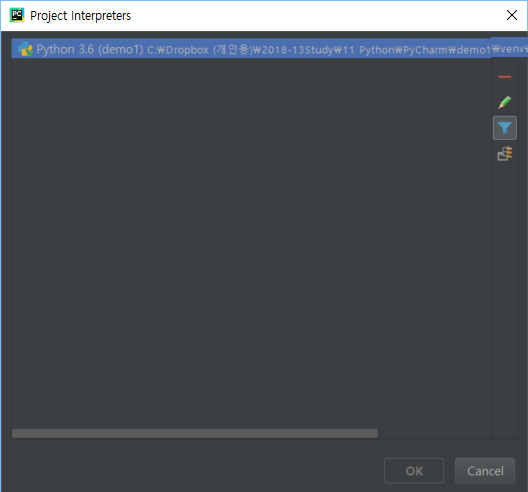 PC Project Interpreters
Python 3.6 (demo1) C:₩Dropbox (개인용)₩2018-13Study₩11 Python₩PyCharm₩demo1₩venv₩
OK Cancel